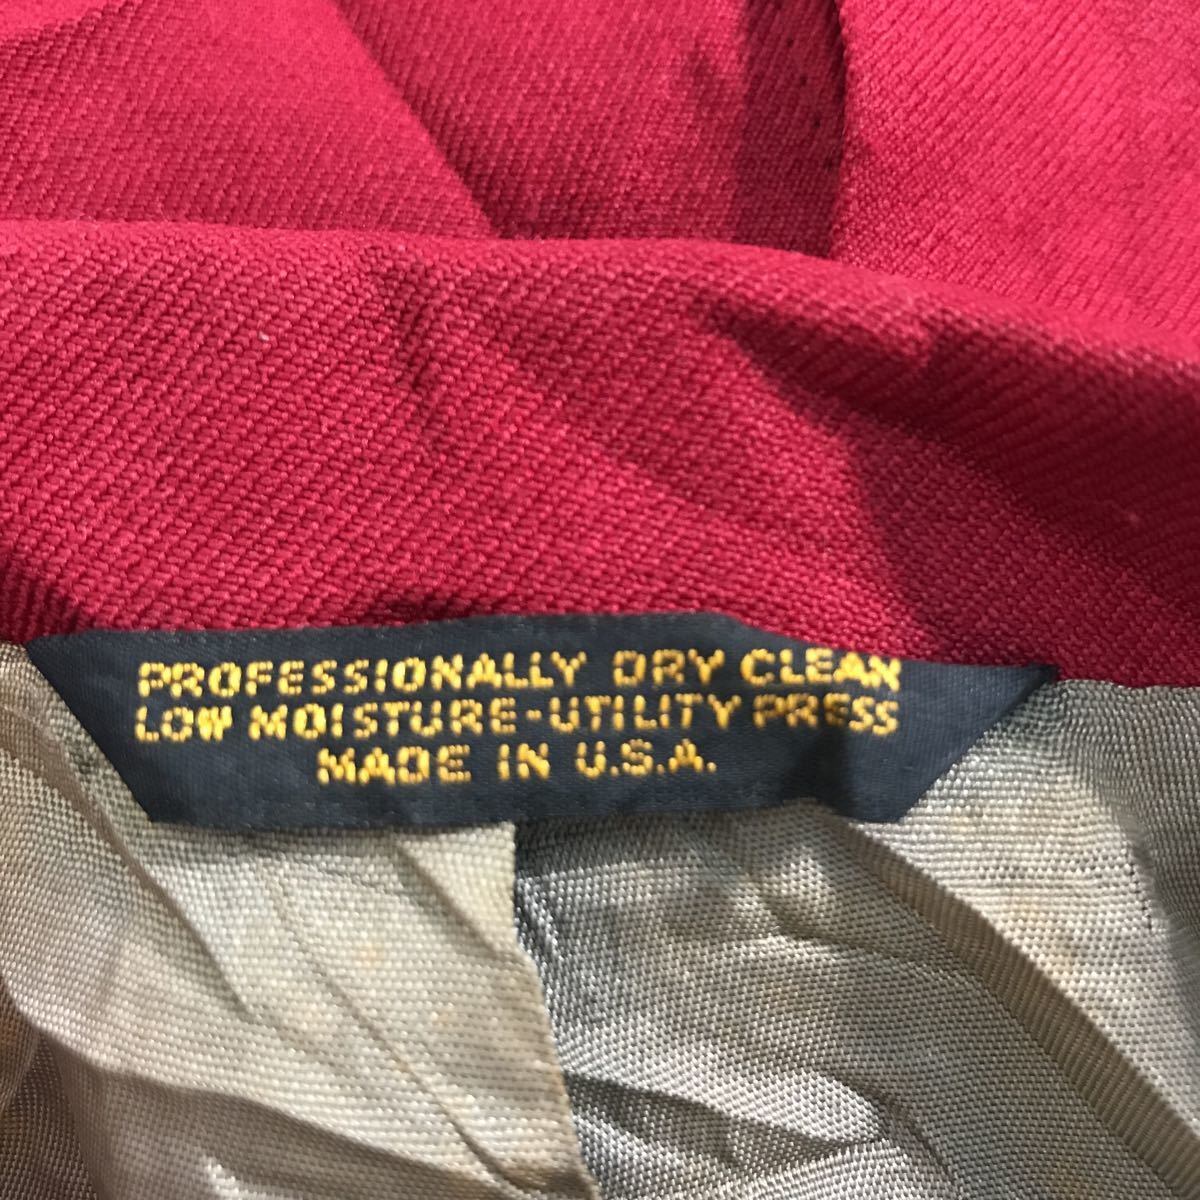 PROFESSIONALLY DRY CLEAN
LOW MOISTURE-UTILITY PRESS
MADE IN U.S.A.